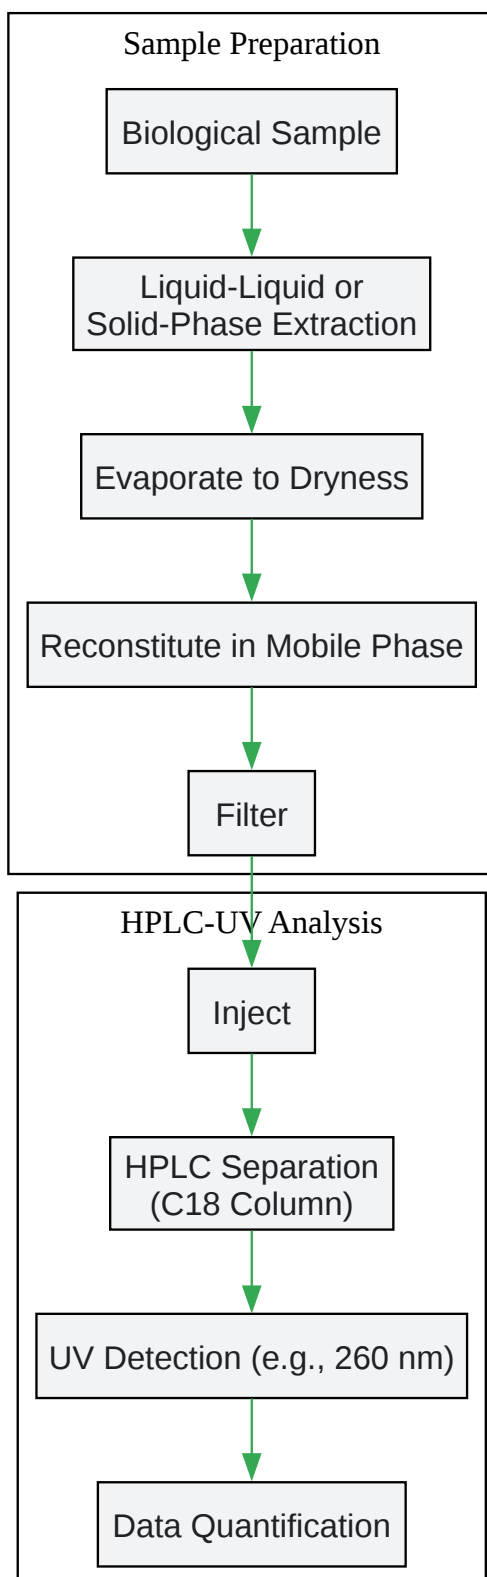 Sample Preparation
Biological Sample
Liquid-Liquid or
Solid-Phase Extraction
Evaporate to Dryness
Reconstitute in Mobile Phase
Filter
HPLC-UV Analysis
Inject
HPLC Separation
(C18 Column)
UV Detection (e.g., 260 nm)
Data Quantification